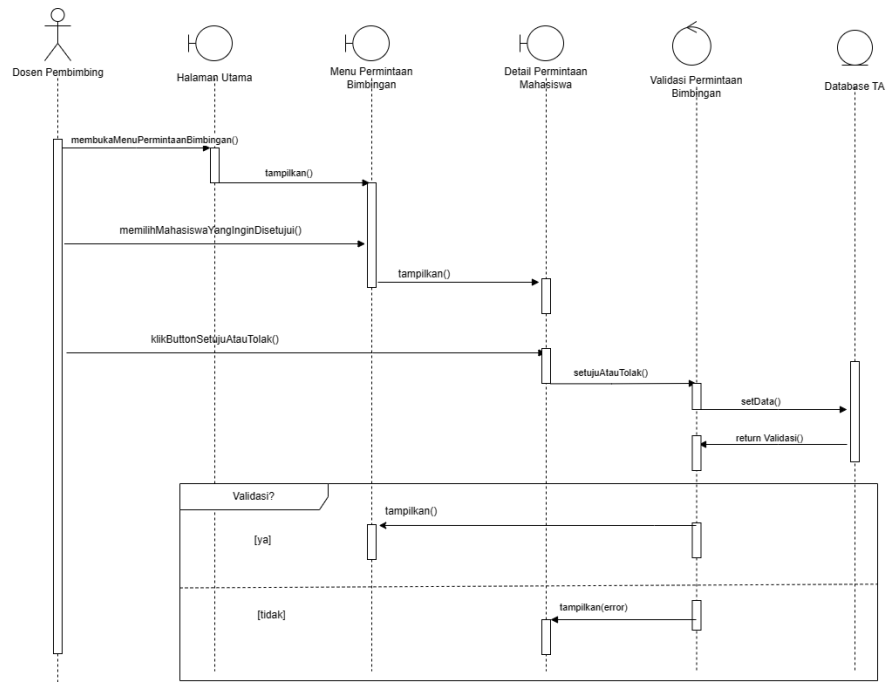 Dosen Pembimbing
Halaman Utama
Menu Permintaan
Bimbingan
Detail Permintaan
Mahasiswa
Validasi Permintaan
Bimbingan
Database TA
membukaMenuPermintaanBimbingan()
tampilkan()
memilihMahasiswaYangInginDisetujui()
tampilkan()
klikButtonSetujuAtauTolak()
setujuAtauTolak()
setData()
return Validasi()
Validasi?
tampilkan()
[ya]
tampilkan(error)
[tidak]